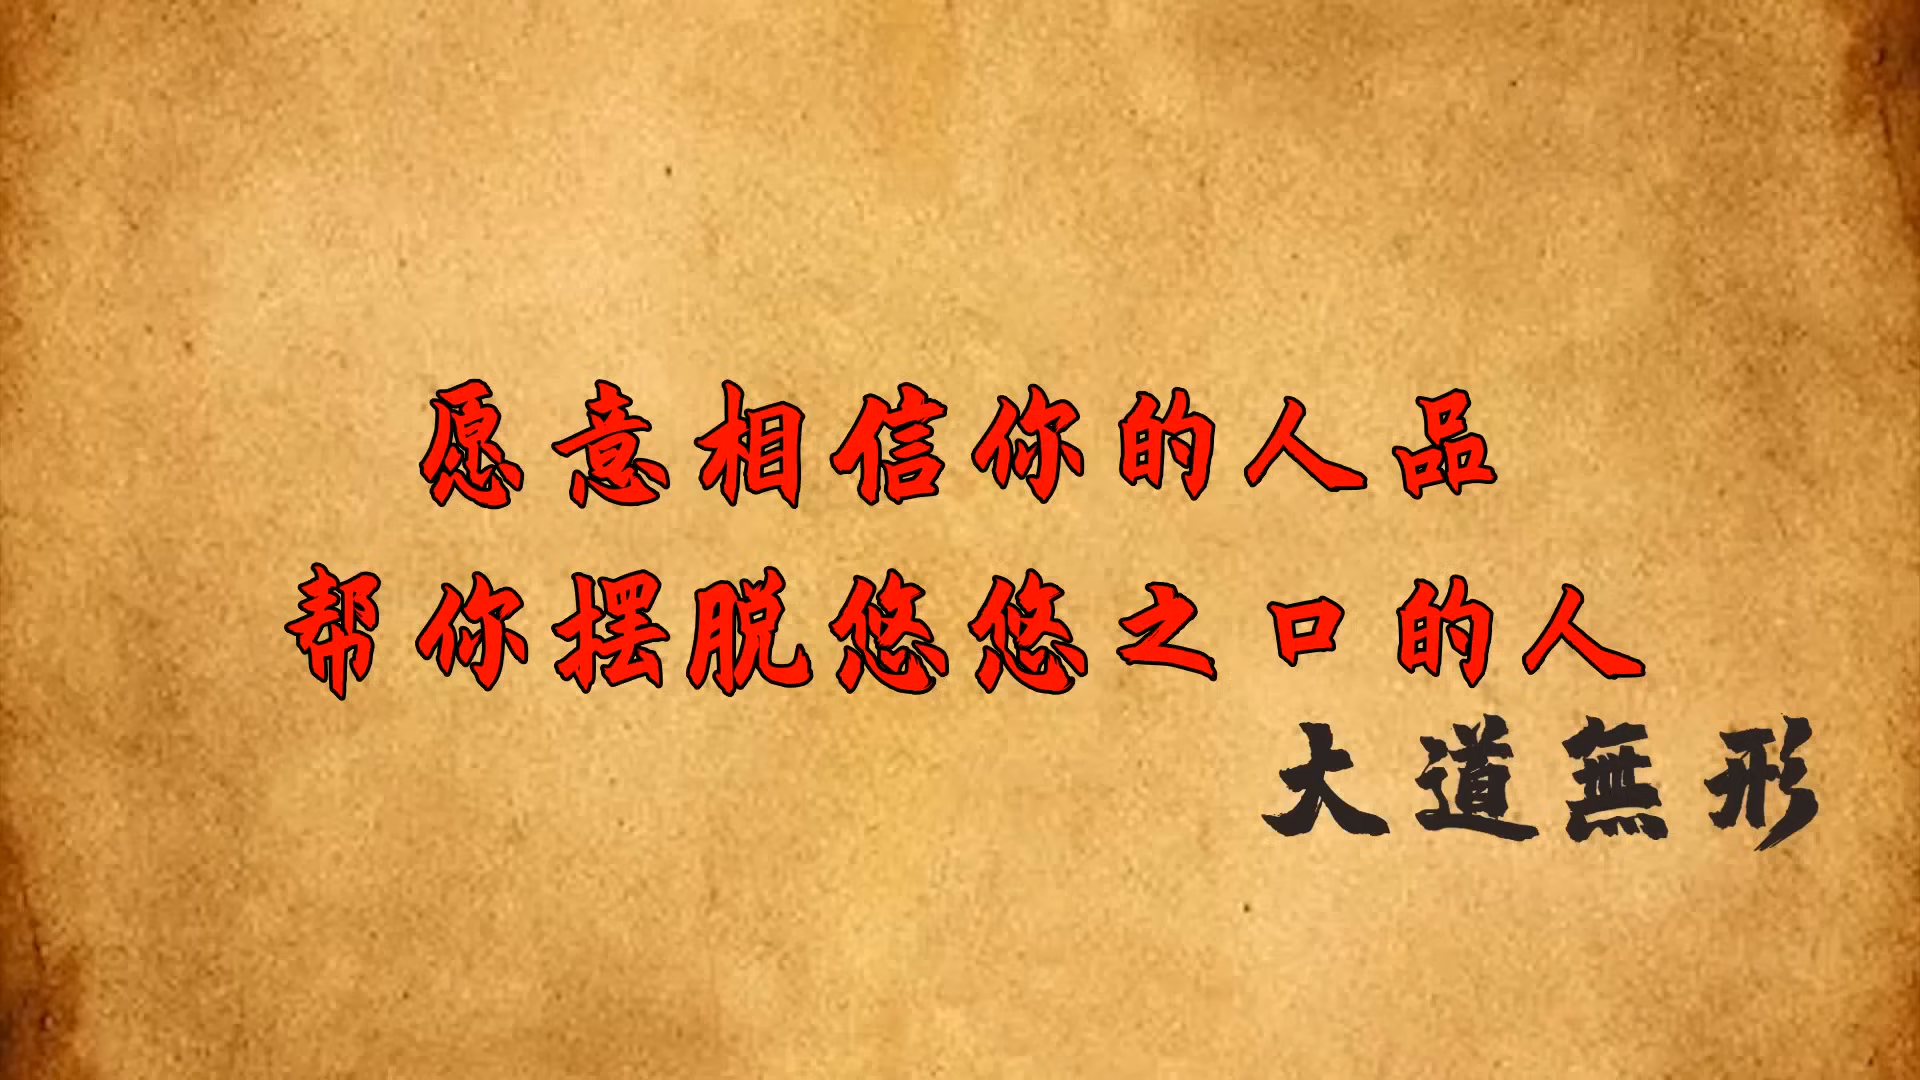 愿意相信你的人品
帮你摆脱悠悠之口的人
大道無形